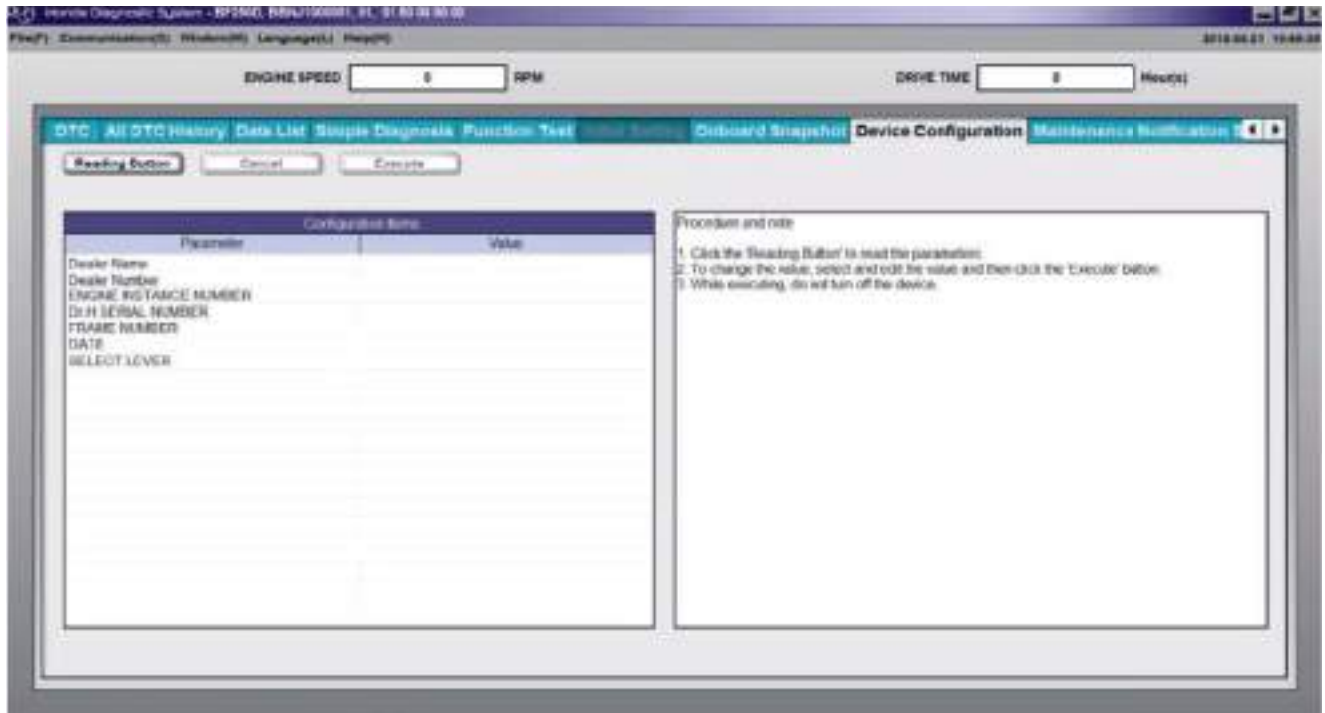 Diagnostic System - BF250D,
File(F) Communication(S) Window(W) Language(L) Help(H)
ENGINE SPEED 0 RPM DRIVE TIME 0 Hour(s)
DTC All DTC History Data List Simple Diagnosis Function Test Onboard Snapshot Device Configuration Maintenance Notification
Reading Button Cancel Execute
Configuration Items
Parameter Value
Dealer Name
Dealer Number
ENGINE INSTANCE NUMBER
Dr.H SERIAL NUMBER
FRAME NUMBER
DATE
SELECT LEVER
Procedure and note
1. Click the 'Reading Button' to read the parameters.
2. To change the value, select and edit the value and then click the 'Execute' button.
3. While executing, do not turn off the device.